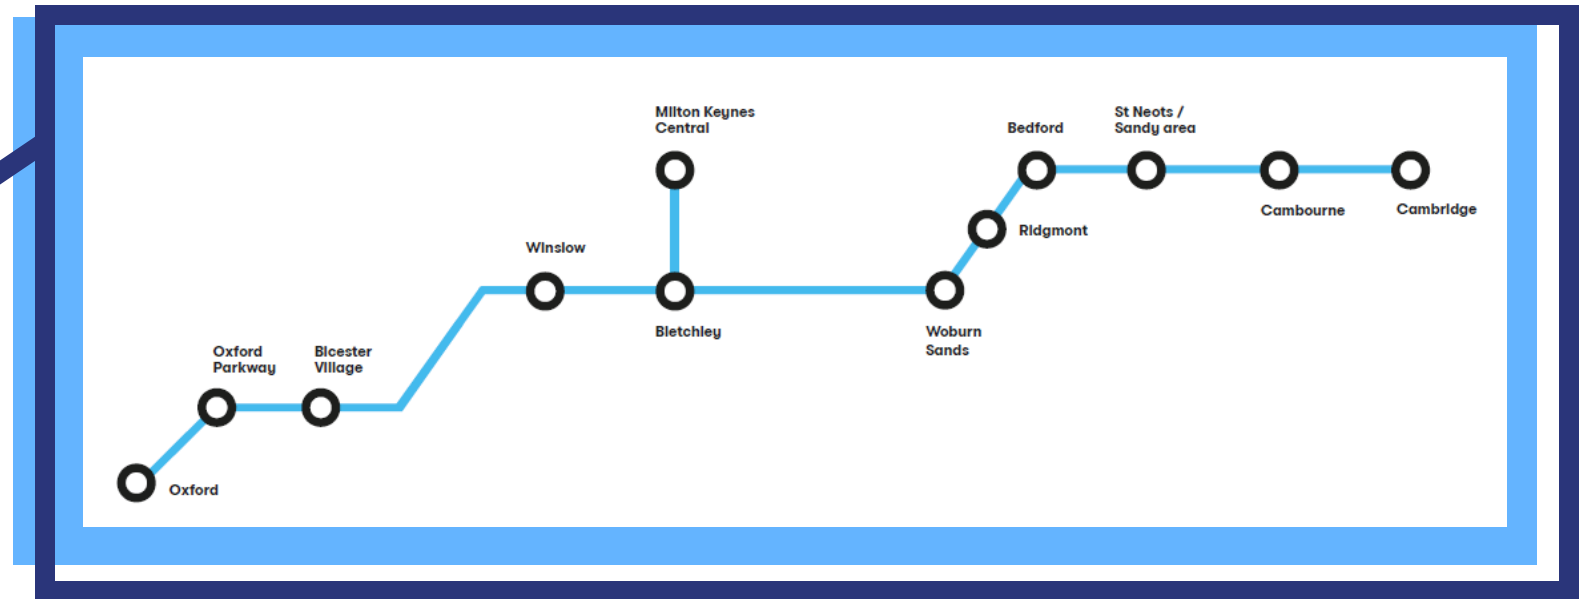 Milton Keynes
Central
St Neots /
Sandy area
Bedford
Cambourne
Cambridge
Ridgmont
Winslow
Bletchley
Woburn
Sands
Oxford
Parkway
Bicester
Village
Oxford